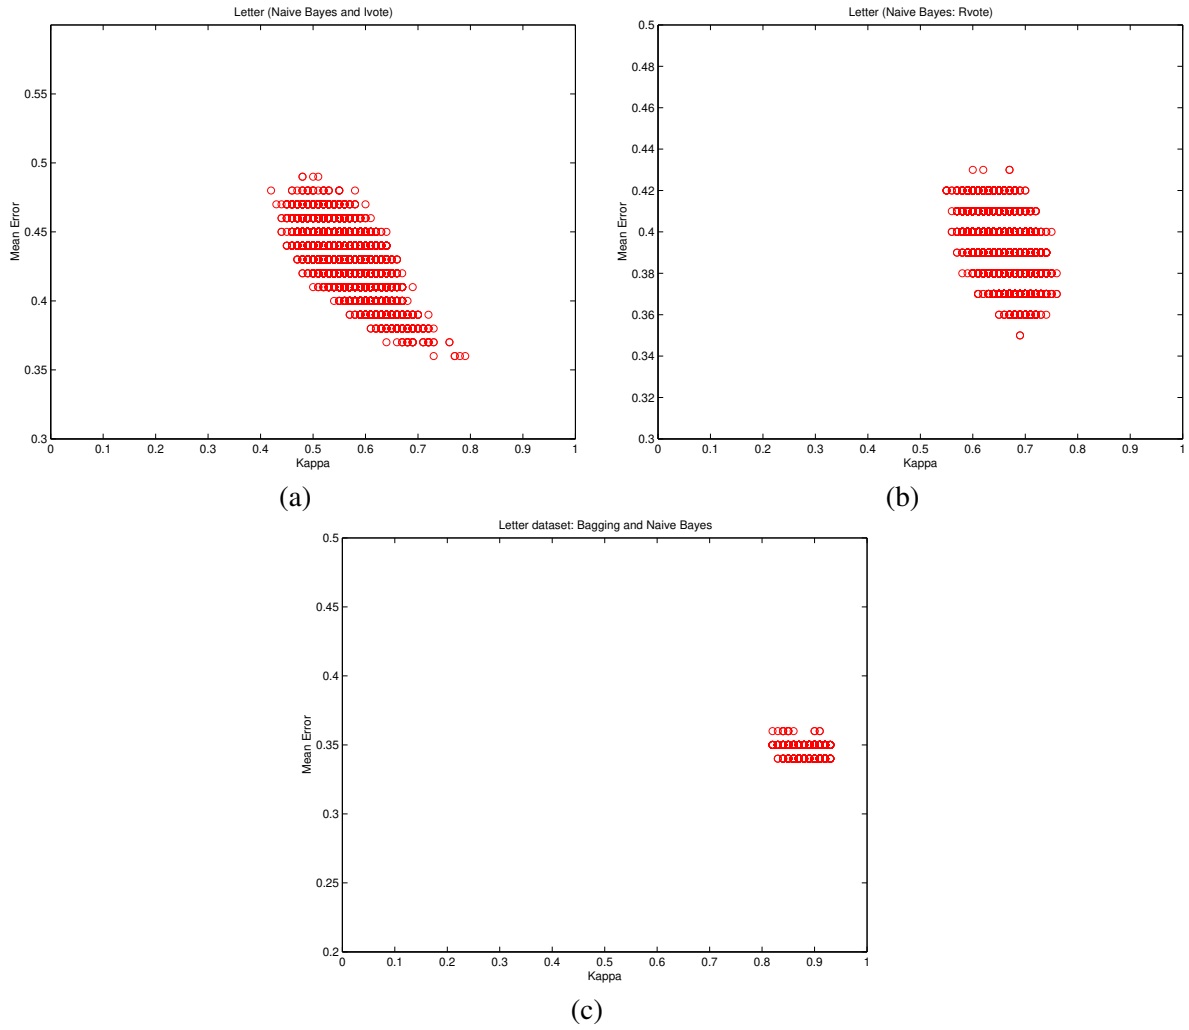 Letter (Naive Bayes and Ivote)
0.55
0.5
0.45
0.4
0.35
0.3
Mean Error
0 0.1 0.2 0.3 0.4 0.5 0.6 0.7 0.8 0.9 1
Kappa
(a)
Letter (Naive Bayes: Rvote)
0.5
0.48
0.46
0.44
0.42
0.4
0.38
0.36
0.34
0.32
0.3
Mean Error
0 0.1 0.2 0.3 0.4 0.5 0.6 0.7 0.8 0.9 1
Kappa
(b)
Letter dataset: Bagging and Naive Bayes
0.5
0.45
0.4
0.35
0.3
0.25
0.2
Mean Error
0 0.1 0.2 0.3 0.4 0.5 0.6 0.7 0.8 0.9 1
Kappa
(c)